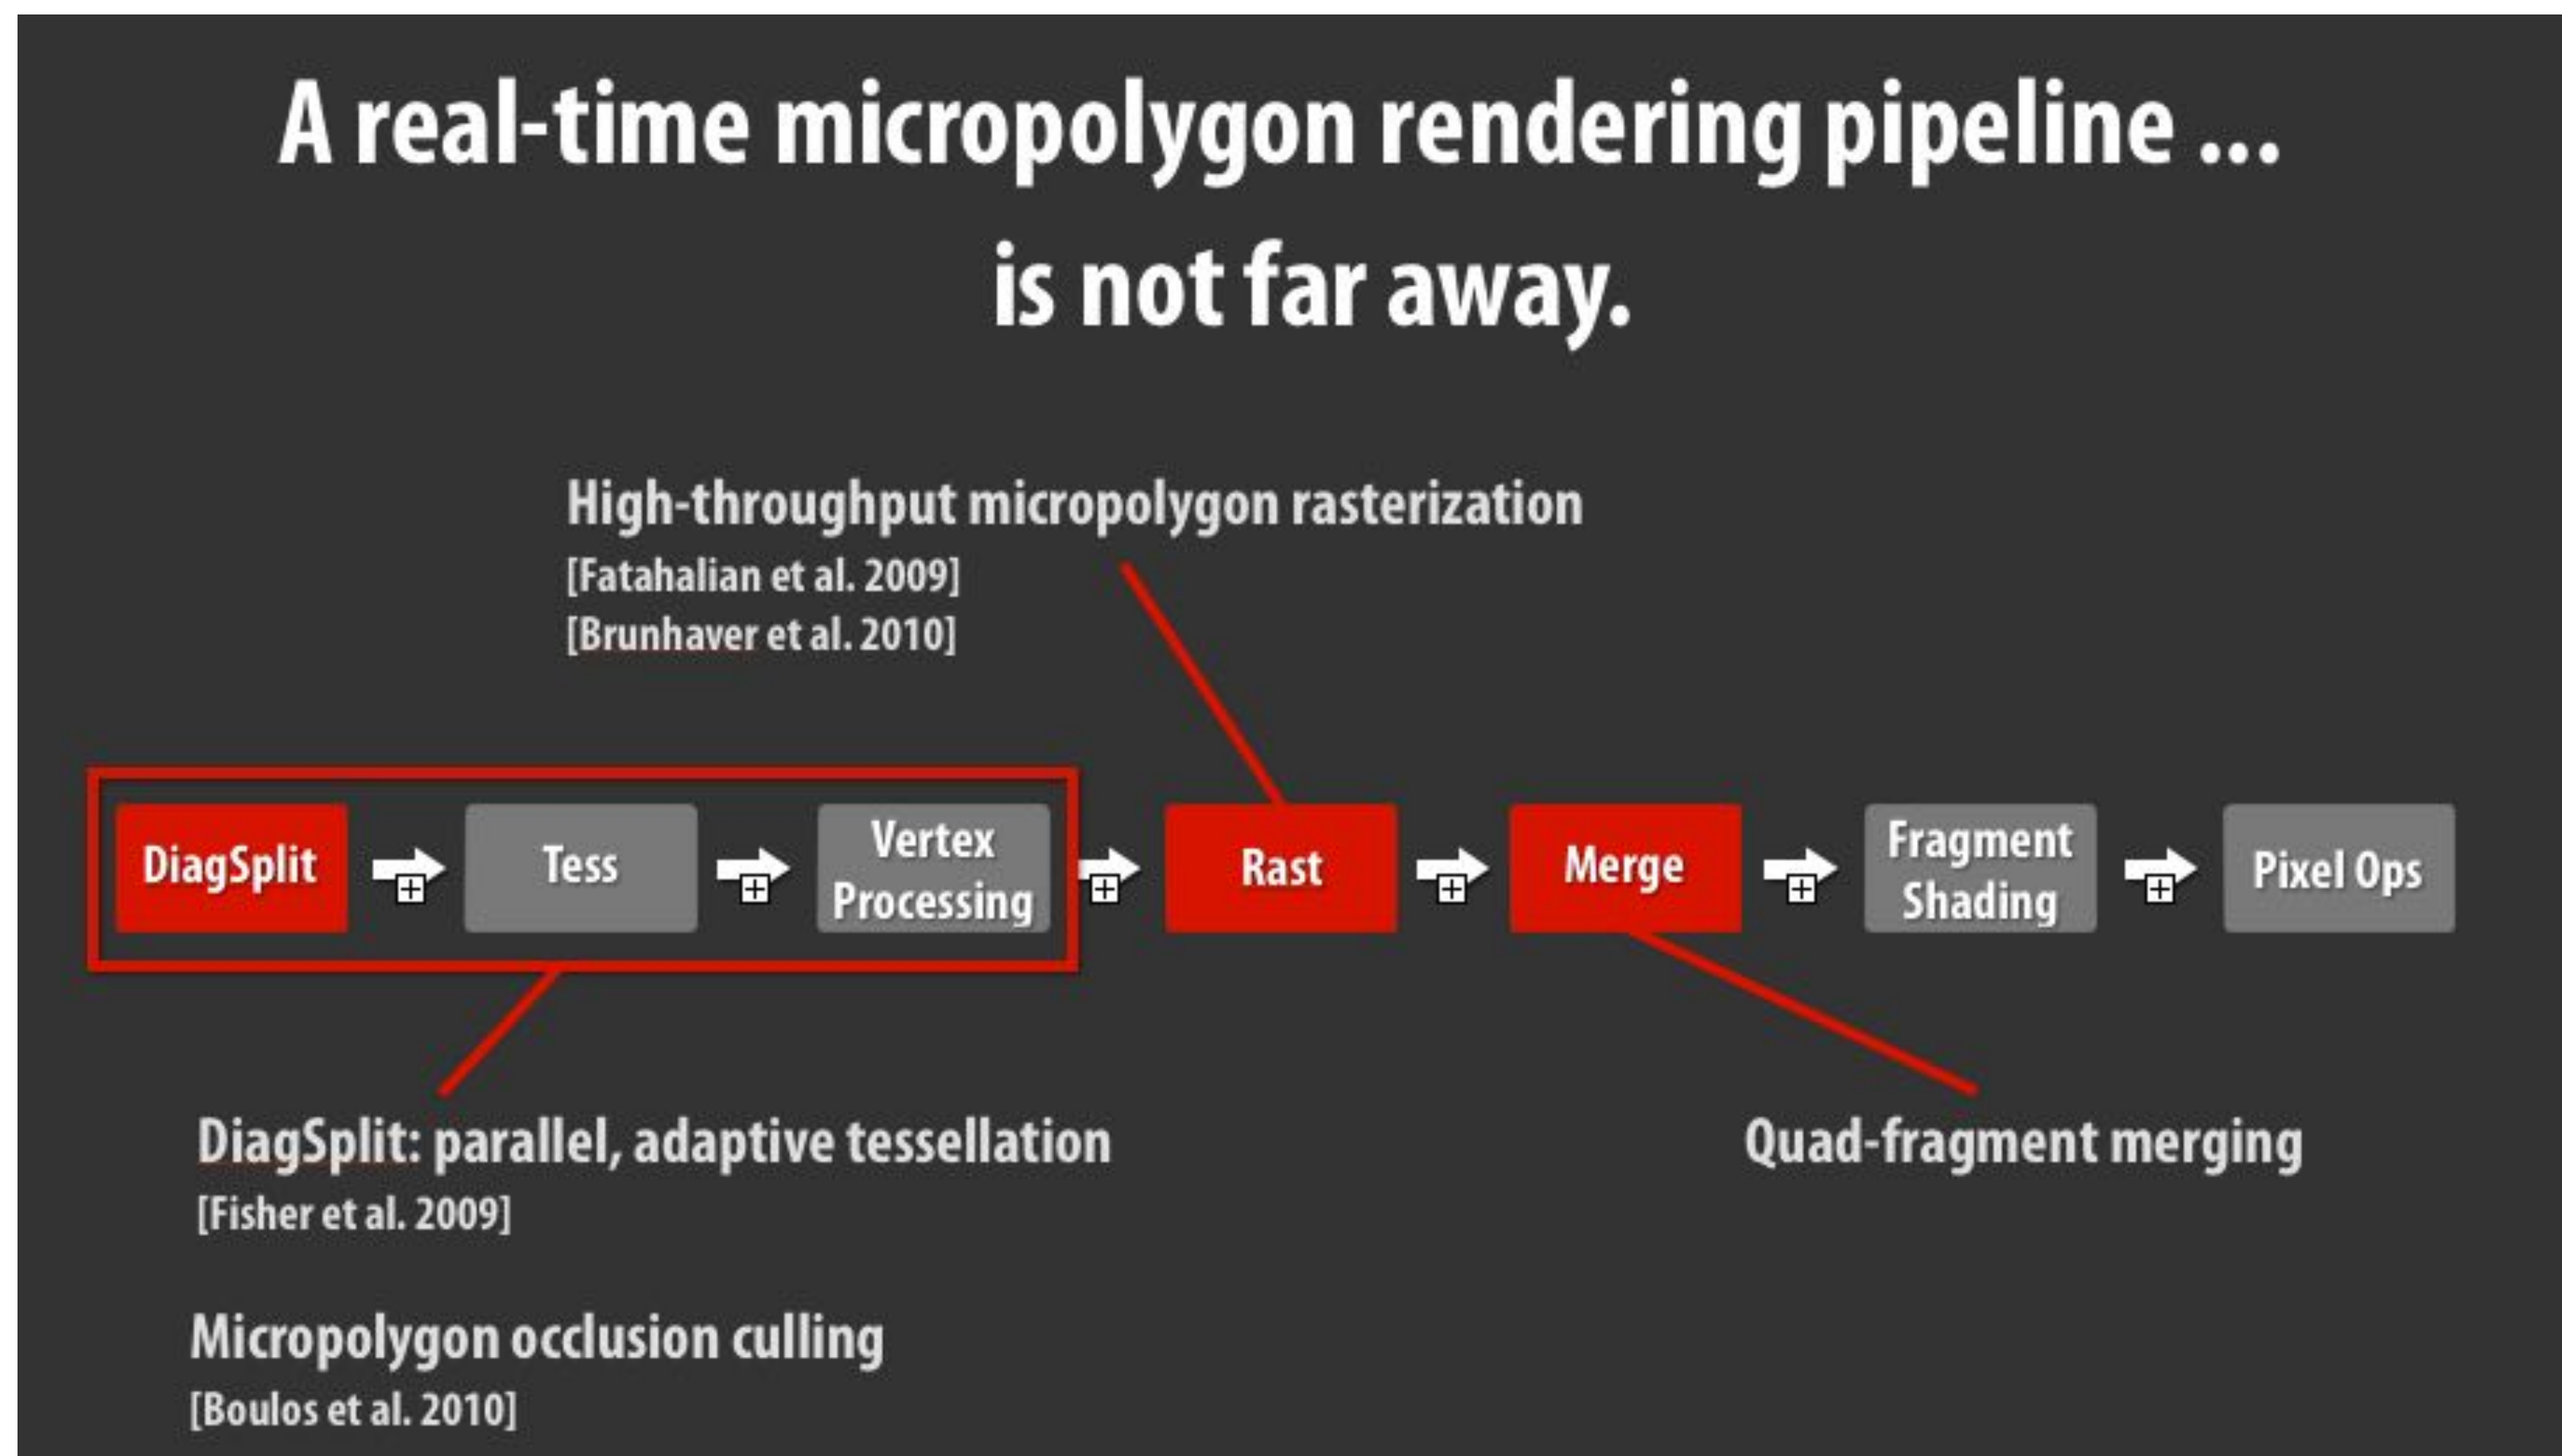 A real-time micropolygon rendering pipeline ...
is not far away.
High-throughput micropolygon rasterization
[Fatahalian et al. 2009]
[Brunhaver et al. 2010]
DiagSplit
Tess
Vertex
Processing
Rast
Merge
Fragment
Shading
Pixel Ops
DiagSplit: parallel, adaptive tessellation
[Fisher et al. 2009]
Quad-fragment merging
Micropolygon occlusion culling
[Boulos et al. 2010]